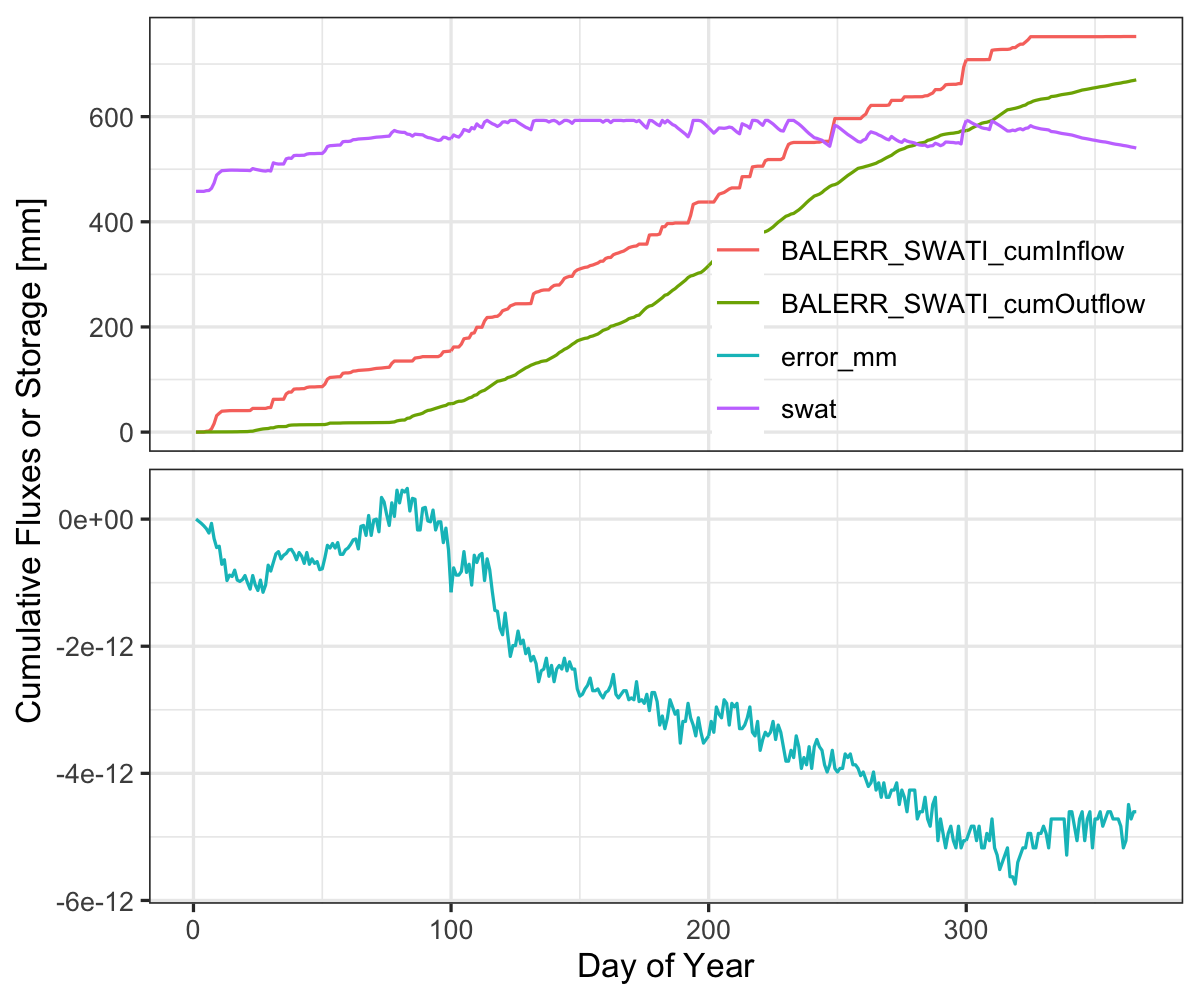 Cumulative Fluxes or Storage [mm]
600
400
200
0
BALERR_SWATI_cumInflow
BALERR_SWATI_cumOutflow
error_mm
swat
0e+00
-2e-12
-4e-12
-6e-12
0 100 200 300
Day of Year